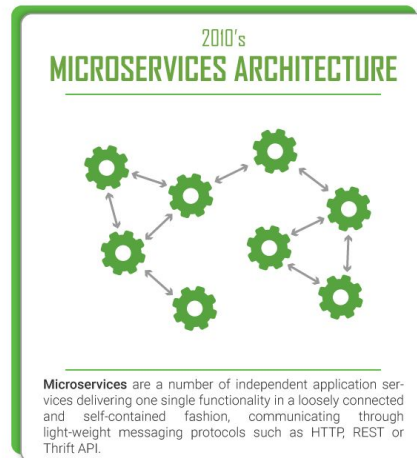 2010's
MICROSERVICES ARCHITECTURE
Microservices are a number of independent application ser-
vices delivering one single functionality in a loosely connected
and self-contained fashion, communicating through
light-weight messaging protocols such as HTTP, REST or
Thrift API.